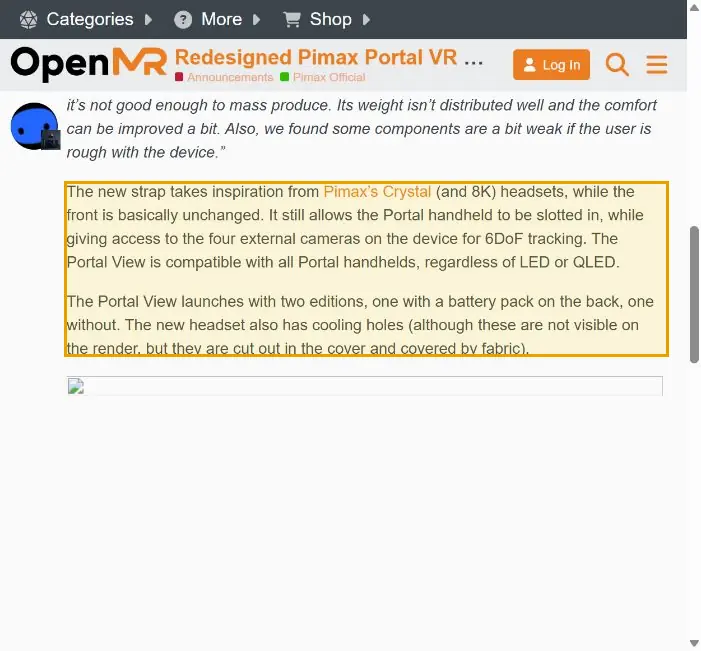 Categories More Shop
OpenMR Redesigned Pimax Portal VR ...
Announcements Pimax Official
Log In
it’s not good enough to mass produce. Its weight isn’t distributed well and the comfort
can be improved a bit. Also, we found some components are a bit weak if the user is
rough with the device.”
The new strap takes inspiration from Pimax’s Crystal (and 8K) headsets, while the
front is basically unchanged. It still allows the Portal handheld to be slotted in, while
giving access to the four external cameras on the device for 6DoF tracking. The
Portal View is compatible with all Portal handhelds, regardless of LED or QLED.
The Portal View launches with two editions, one with a battery pack on the back, one
without. The new headset also has cooling holes (although these are not visible on
the render, but they are cut out in the cover and covered by fabric).